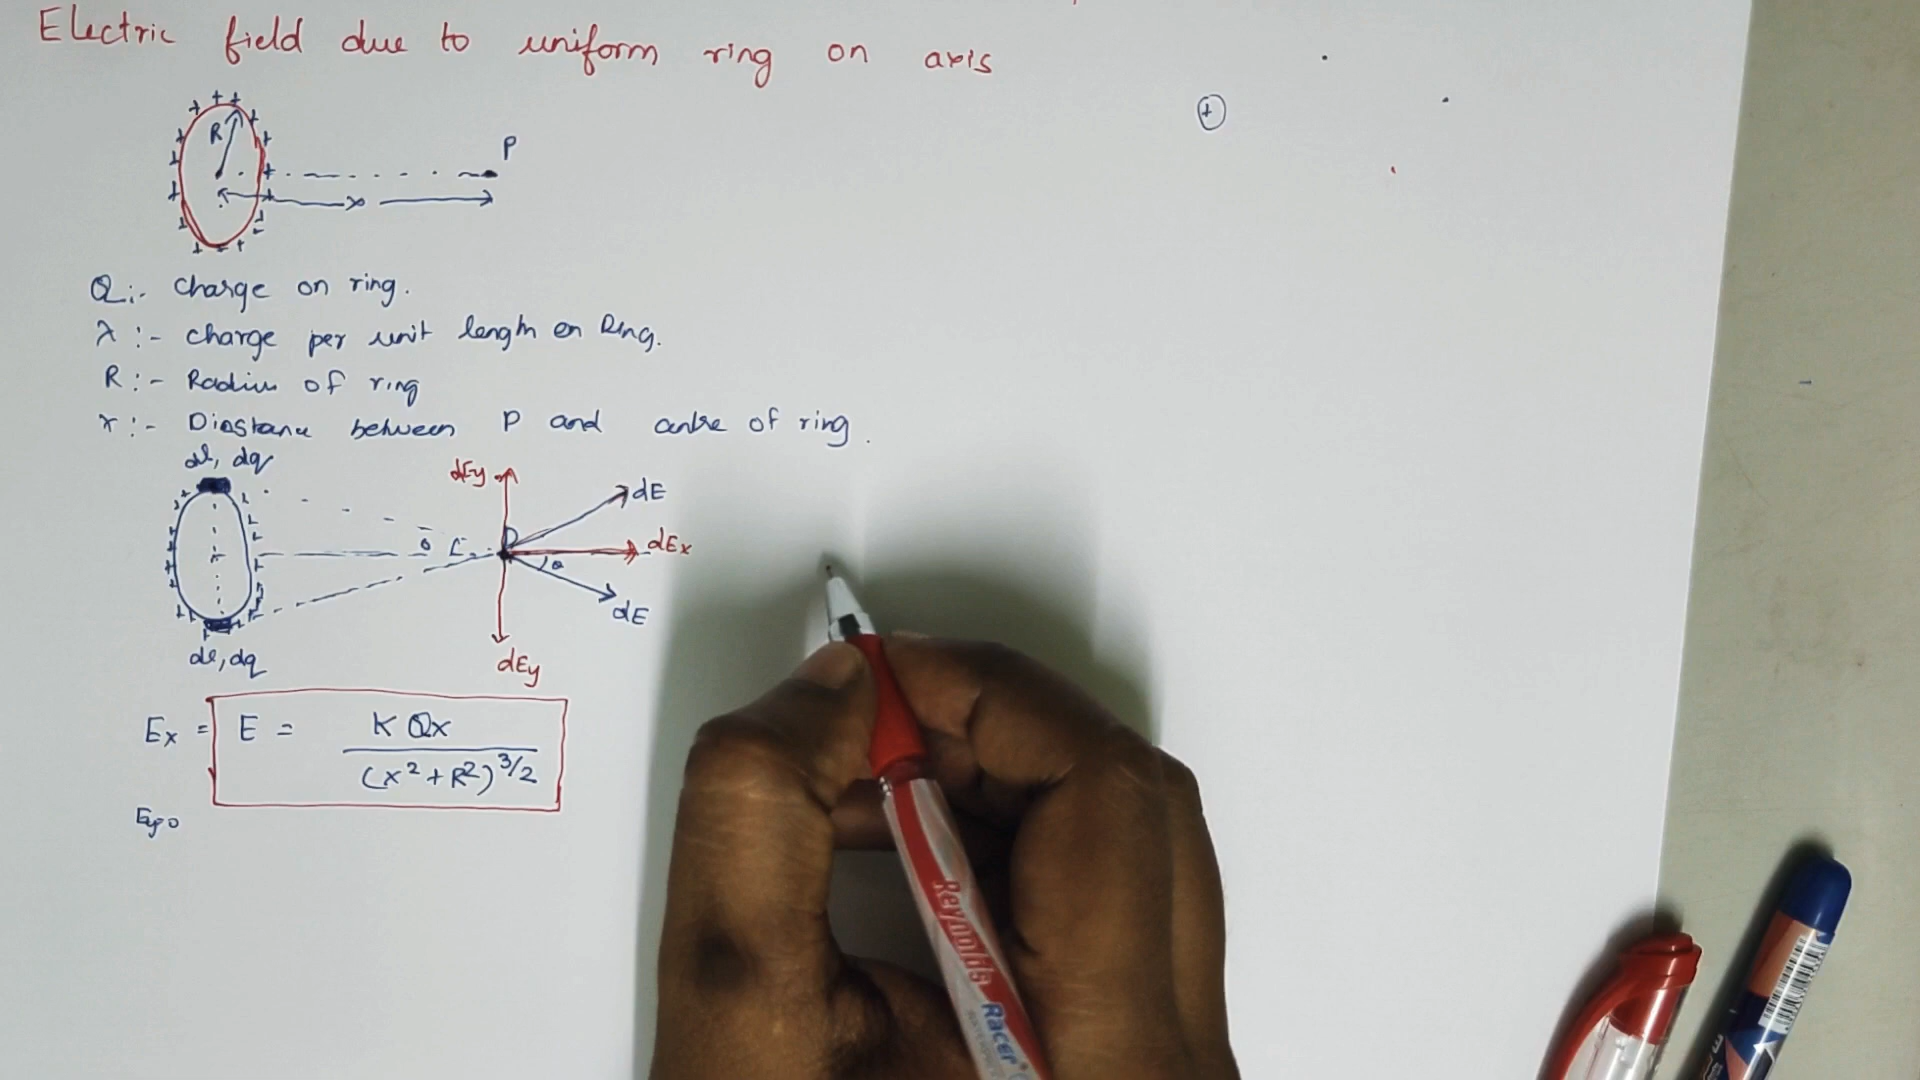 Electric field due to uniform ring on axis
R
P
x
Q:- Charge on ring.
λ :- charge per unit length on Ring.
R :- Radius of ring
x :- Diastance between P and centre of ring.
dl, dq
dEy
dE
θ
dEx
θ
dE
dl, dq
dEy
Ex = E = KQx / (x² + R²)^3/2
Ey=0
+
Reynolds Racer